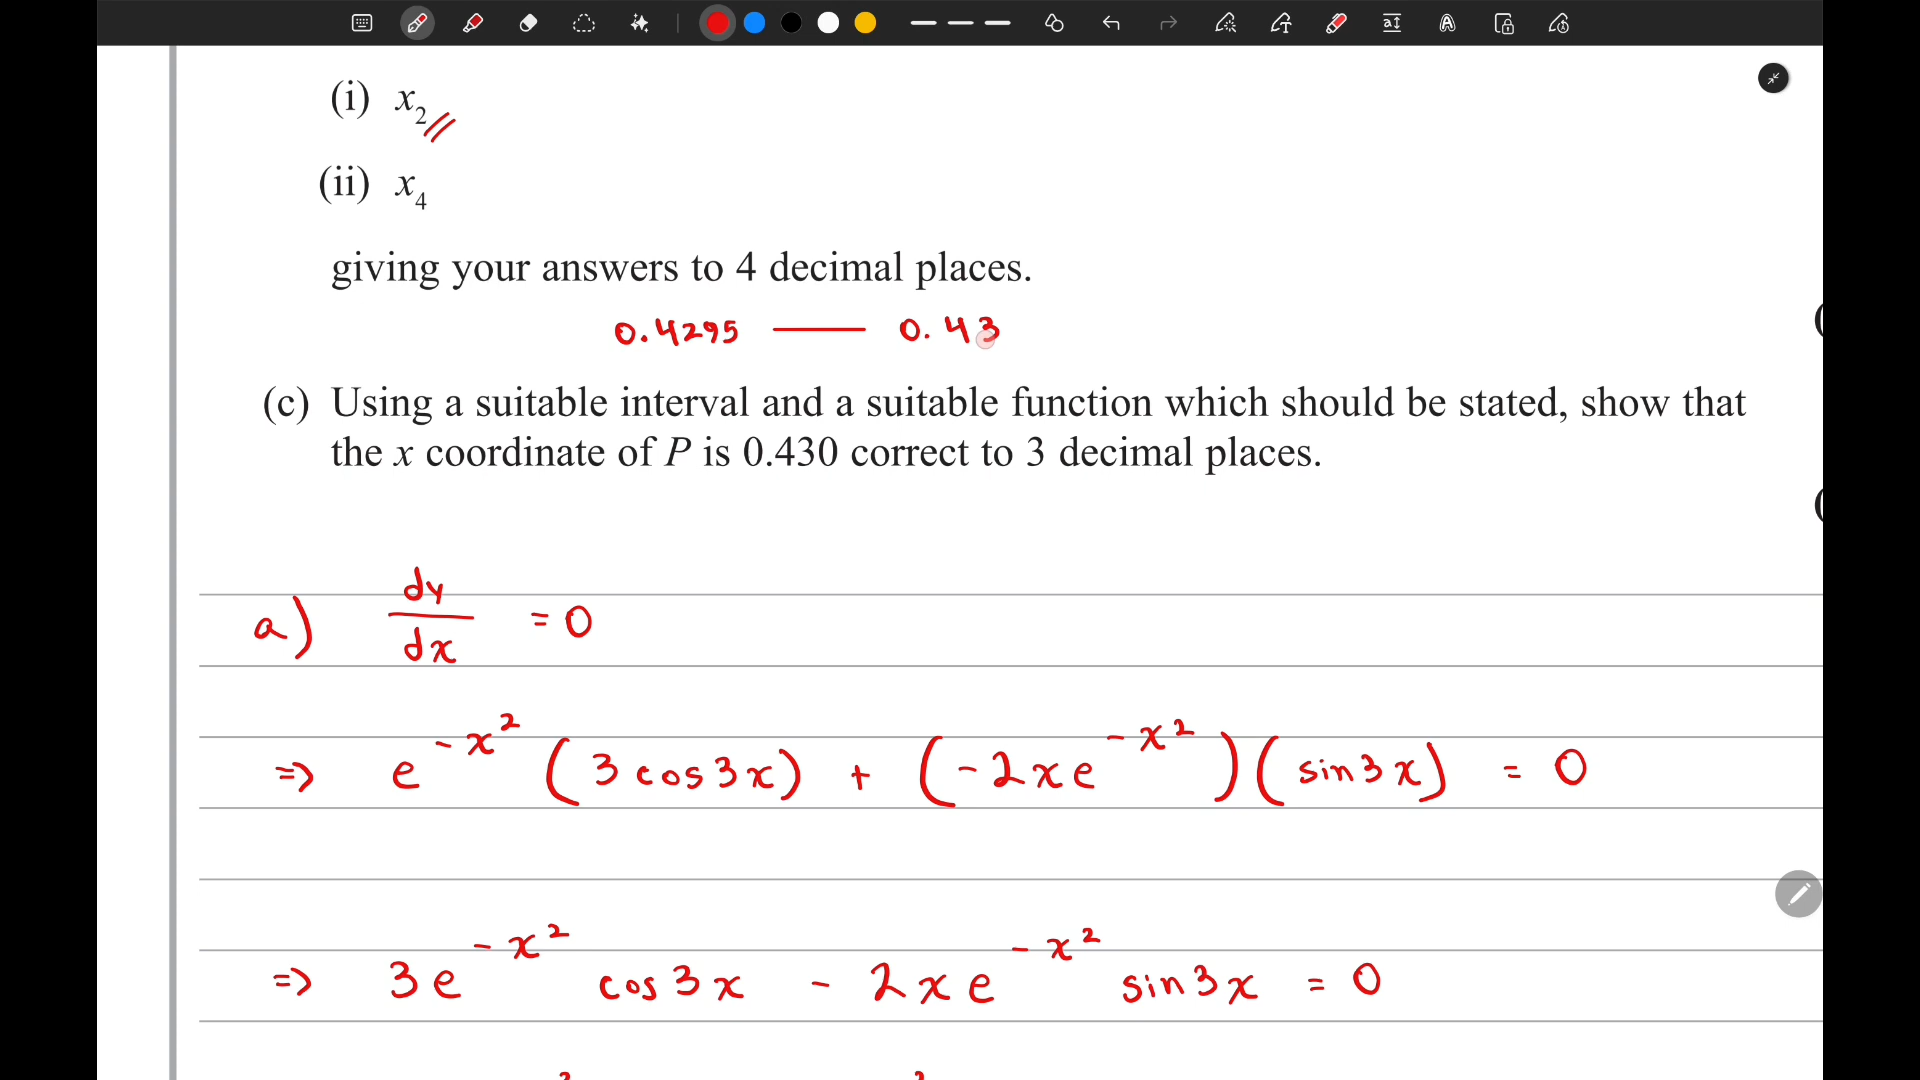 (i) x₂
(ii) x₄
giving your answers to 4 decimal places.
0.4295 — 0.43
(c) Using a suitable interval and a suitable function which should be stated, show that
the x coordinate of P is 0.430 correct to 3 decimal places.
a) dy/dx = 0
=> e^(-x²) (3 cos3x) + (-2xe^(-x²)) (sin3x) = 0
=> 3e^(-x²) cos3x - 2xe^(-x²) sin3x = 0